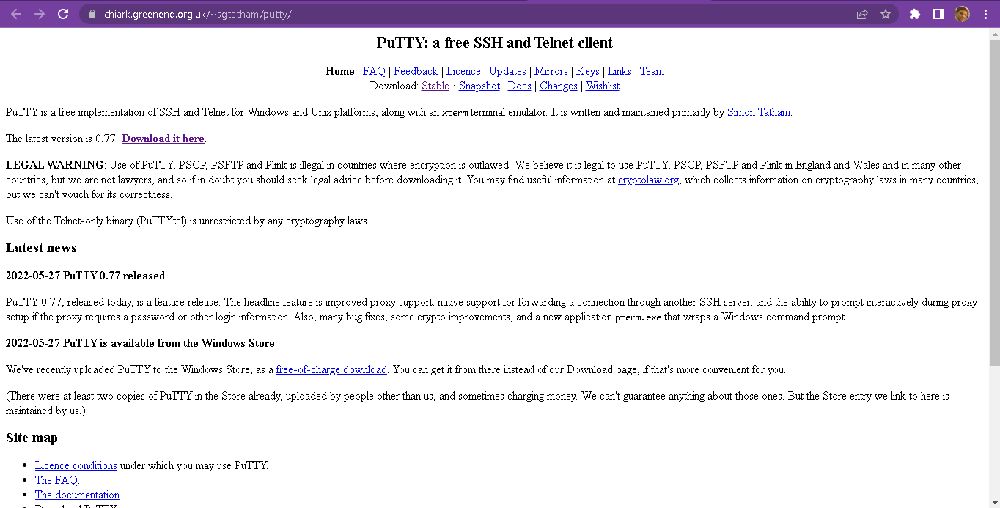 chiark.greenend.org.uk/~sgtatham/putty/
PuTTY: a free SSH and Telnet client
Home | FAQ | Feedback | Licence | Updates | Mirrors | Keys | Links | Team
Download: Stable · Snapshot | Docs | Changes | Wishlist
PuTTY is a free implementation of SSH and Telnet for Windows and Unix platforms, along with an xterm terminal emulator. It is written and maintained primarily by Simon Tatham.
The latest version is 0.77. Download it here.
LEGAL WARNING: Use of PuTTY, PSCP, PSFTP and Plink is illegal in countries where encryption is outlawed. We believe it is legal to use PuTTY, PSCP, PSFTP and Plink in England and Wales and in many other
countries, but we are not lawyers, and so if in doubt you should seek legal advice before downloading it. You may find useful information at cryptolaw.org, which collects information on cryptography laws in many countries,
but we can't vouch for its correctness.
Use of the Telnet-only binary (PuTTYtel) is unrestricted by any cryptography laws.
Latest news
2022-05-27 PuTTY 0.77 released
PuTTY 0.77, released today, is a feature release. The headline feature is improved proxy support: native support for forwarding a connection through another SSH server, and the ability to prompt interactively during proxy
setup if the proxy requires a password or other login information. Also, many bug fixes, some crypto improvements, and a new application pterm.exe that wraps a Windows command prompt.
2022-05-27 PuTTY is available from the Windows Store
We've recently uploaded PuTTY to the Windows Store, as a free-of-charge download. You can get it from there instead of our Download page, if that's more convenient for you.
(There were at least two copies of PuTTY in the Store already, uploaded by people other than us, and sometimes charging money. We can't guarantee anything about those ones. But the Store entry we link to here is
maintained by us.)
Site map
• Licence conditions under which you may use PuTTY.
• The FAQ.
• The documentation.
• Download PuTTY